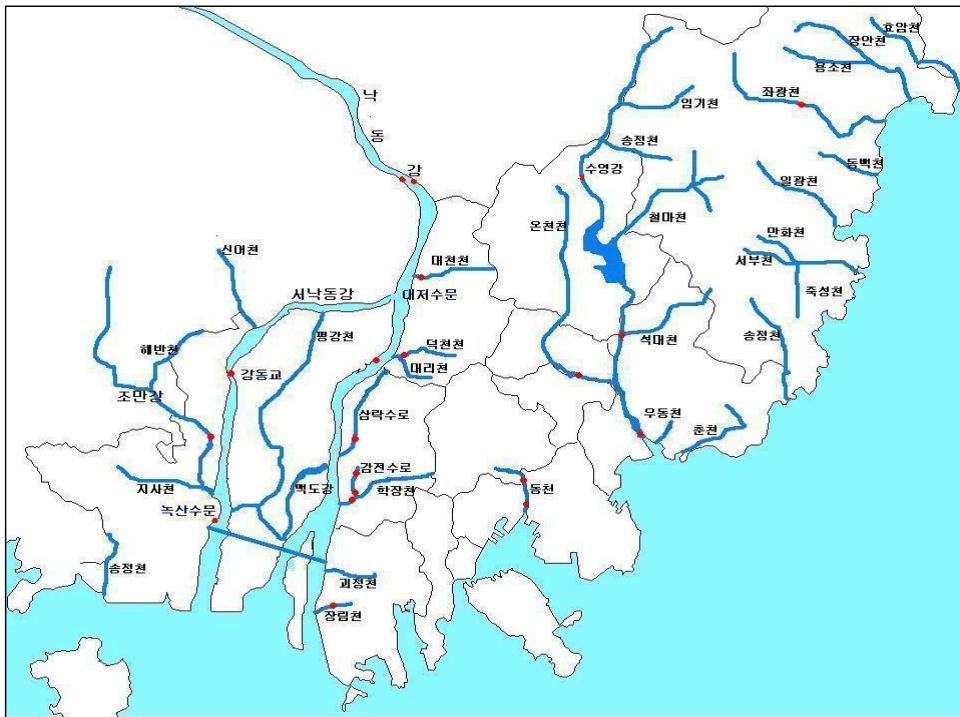 효암천
장안천
용소천
좌광천
낙
동
강
임기천
송정천
수영강
동백천
일광천
온천천
철마천
만화천
신어천
대천천
서부천
서낙동강
대저수문
죽성천
평강천
송정천
해반천
덕천천
석대천
강동교
대리천
조만강
삼락수로
우동천
춘천
감전수로
지사천
맥도강
학장천
동천
녹산수문
송정천
괴정천
장림천